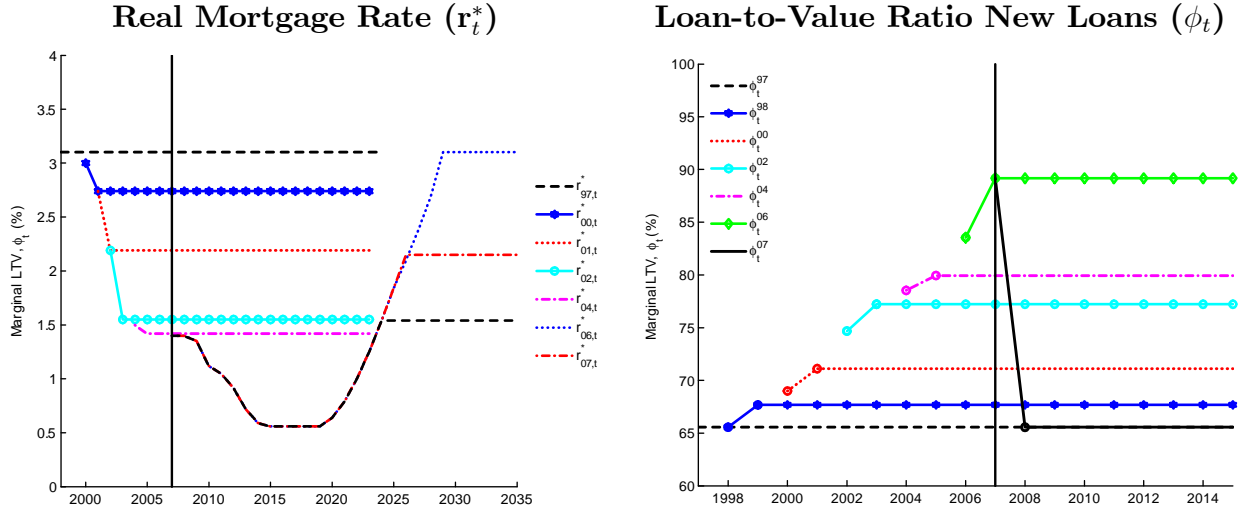 Real Mortgage Rate (r*t)
Marginal LTV, ϕt (%)
4
3.5
3
2.5
2
1.5
1
0.5
0
2000 2005 2010 2015 2020 2025 2030 2035
r*97,t
r*00,t
r*01,t
r*02,t
r*04,t
r*06,t
r*07,t
Loan-to-Value Ratio New Loans (ϕt)
Marginal LTV, ϕt (%)
100
95
90
85
80
75
70
65
60
1998 2000 2002 2004 2006 2008 2010 2012 2014
ϕt97
ϕt98
ϕt00
ϕt02
ϕt04
ϕt06
ϕt07